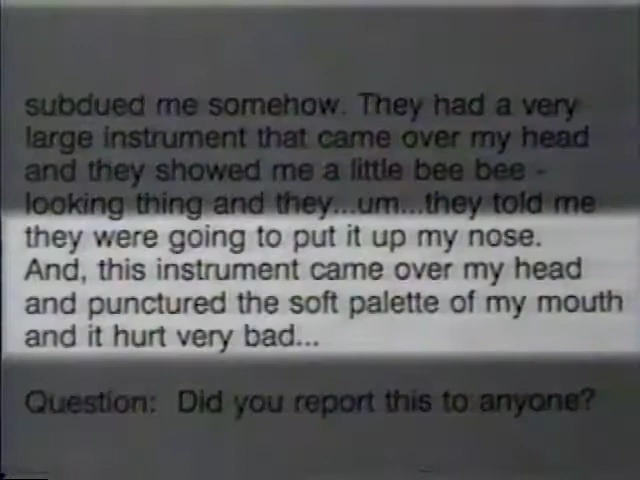 subdued me somehow. They had a very
large instrument that came over my head
and they showed me a little bee bee -
looking thing and they...um...they told me
they were going to put it up my nose.
And, this instrument came over my head
and punctured the soft palette of my mouth
and it hurt very bad...
Question: Did you report this to anyone?